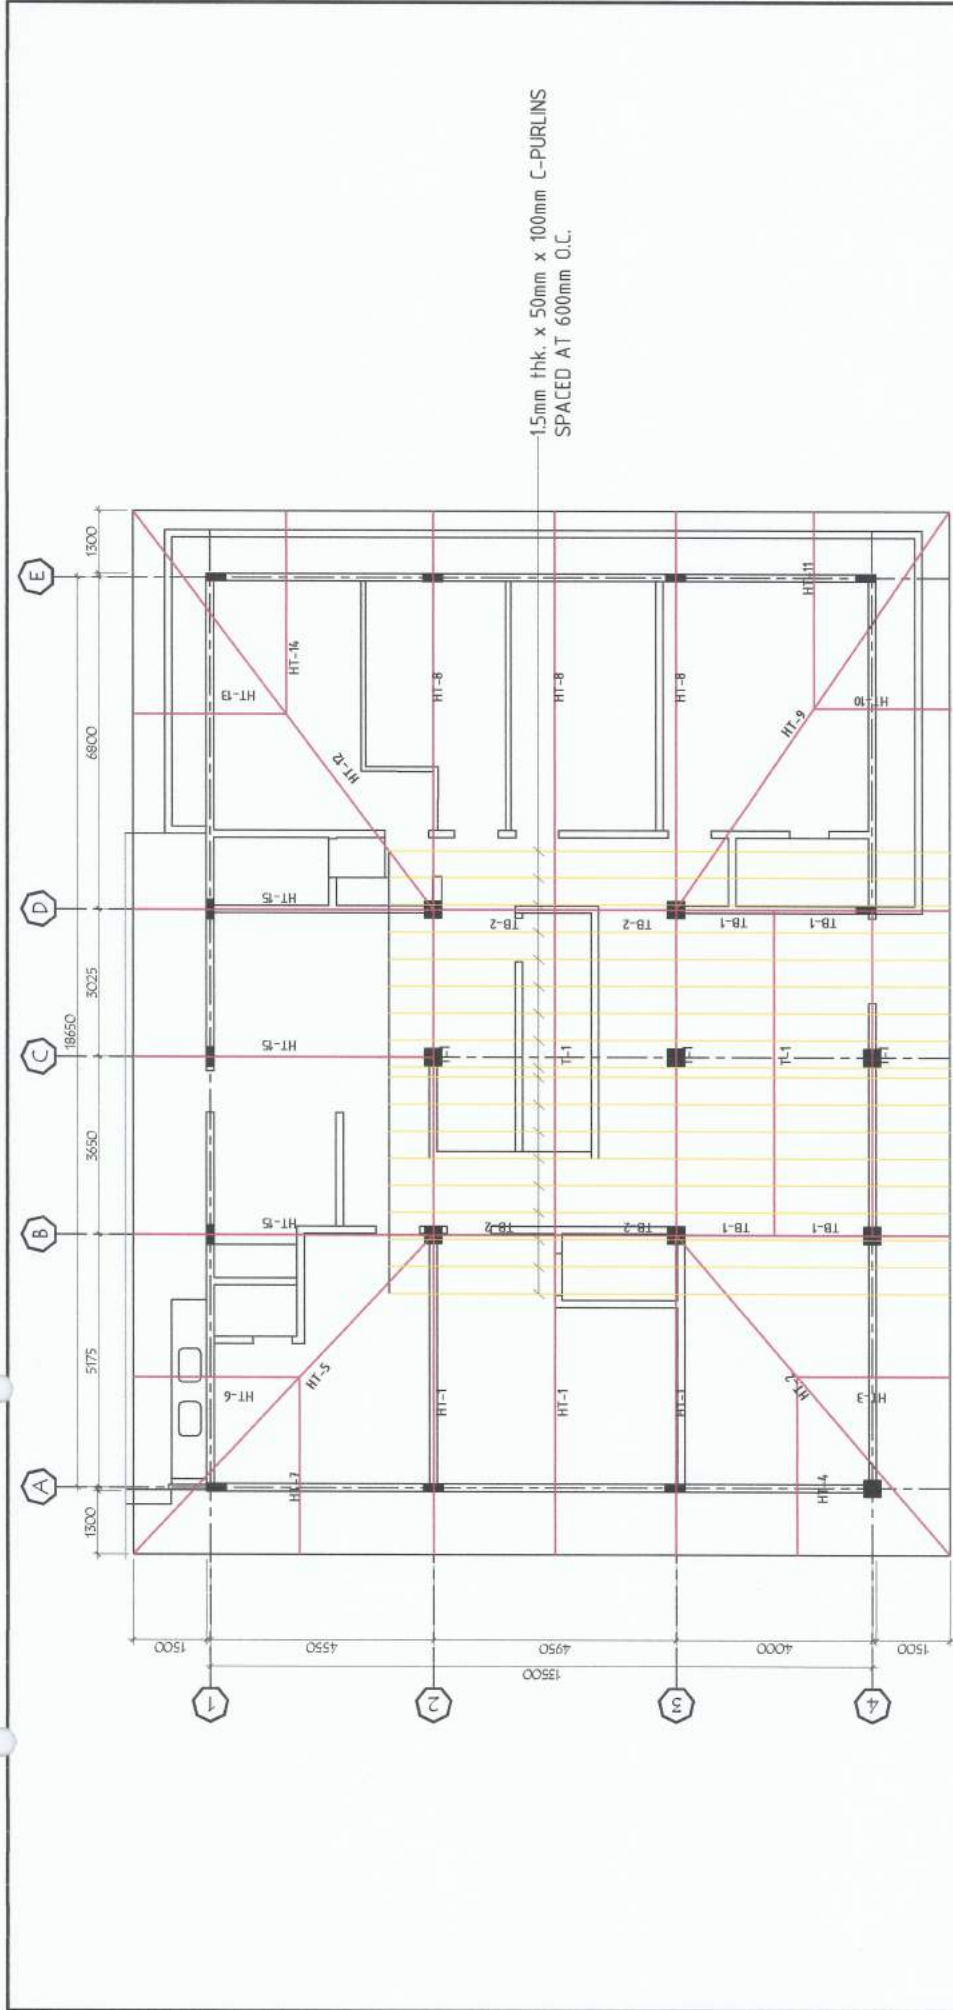 1.5mm thk. x 50mm x 100mm C-PURLINS
SPACED AT 600mm O.C.
A
B
C
D
E
18650
1300
5175
3650
3025
6800
1300
1
2
3
4
1500
4550
4950
4000
1500
13500
HT-15
HT-15
HT-15
HT-6
HT-5
HT-7
HT-12
HT-13
HT-14
HT-1
HT-1
HT-1
TB-2
TB-2
TB-2
TB-2
T-1
T-1
T-1
T-1
T-1
HT-8
HT-8
HT-8
TB-1
TB-1
TB-1
TB-1
HT-2
HT-3
HT-4
HT-9
HT-10
HT-11